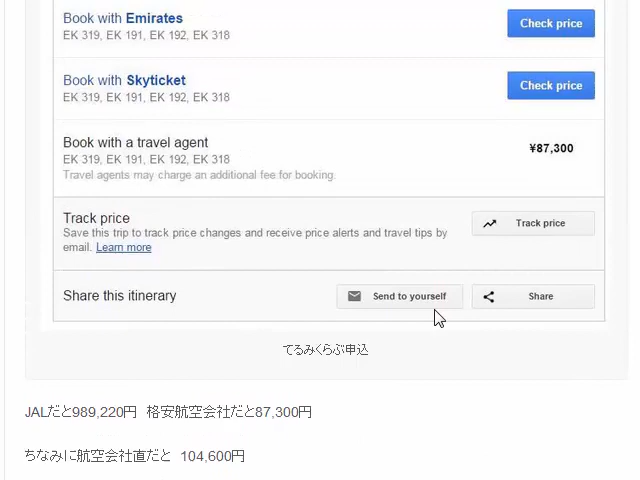 Book with Emirates
Check price
EK 319, EK 191, EK 192, EK 318
Book with Skyticket
Check price
EK 319, EK 191, EK 192, EK 318
Book with a travel agent
¥87,300
EK 319, EK 191, EK 192, EK 318
Travel agents may charge an additional fee for booking.
Track price
Track price
Save this trip to track price changes and receive price alerts and travel tips by
email. Learn more
Share this itinerary
Send to yourself
Share
てるみくらぶ申込
JALだと989,220円　格安航空会社だと87,300円
ちなみに航空会社直だと　104,600円